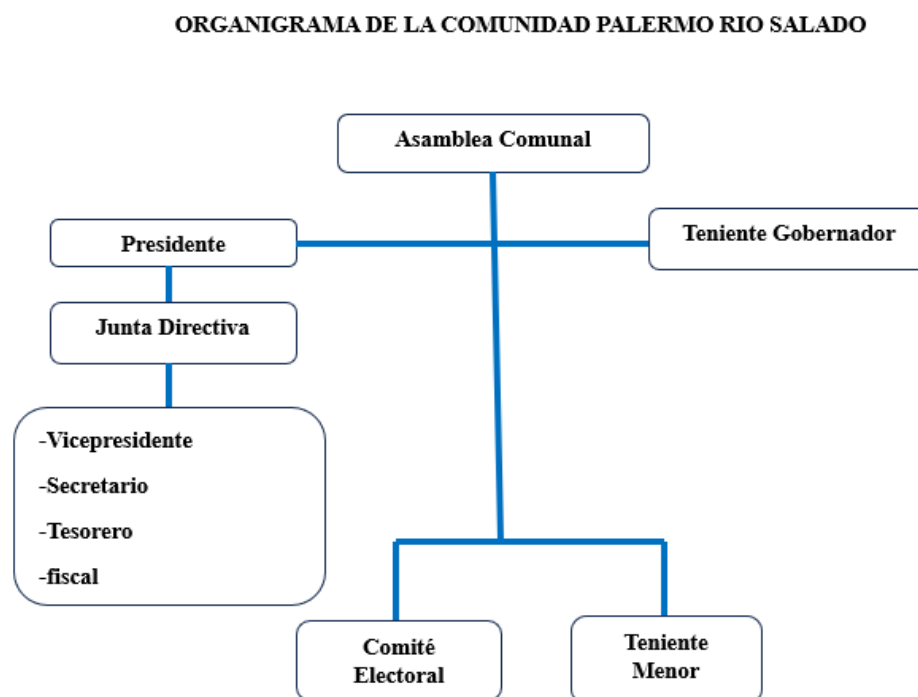 ORGANIGRAMA DE LA COMUNIDAD PALERMO RIO SALADO
Asamblea Comunal
Presidente
Teniente Gobernador
Junta Directiva
-Vicepresidente
-Secretario
-Tesorero
-fiscal
Comité
Electoral
Teniente
Menor